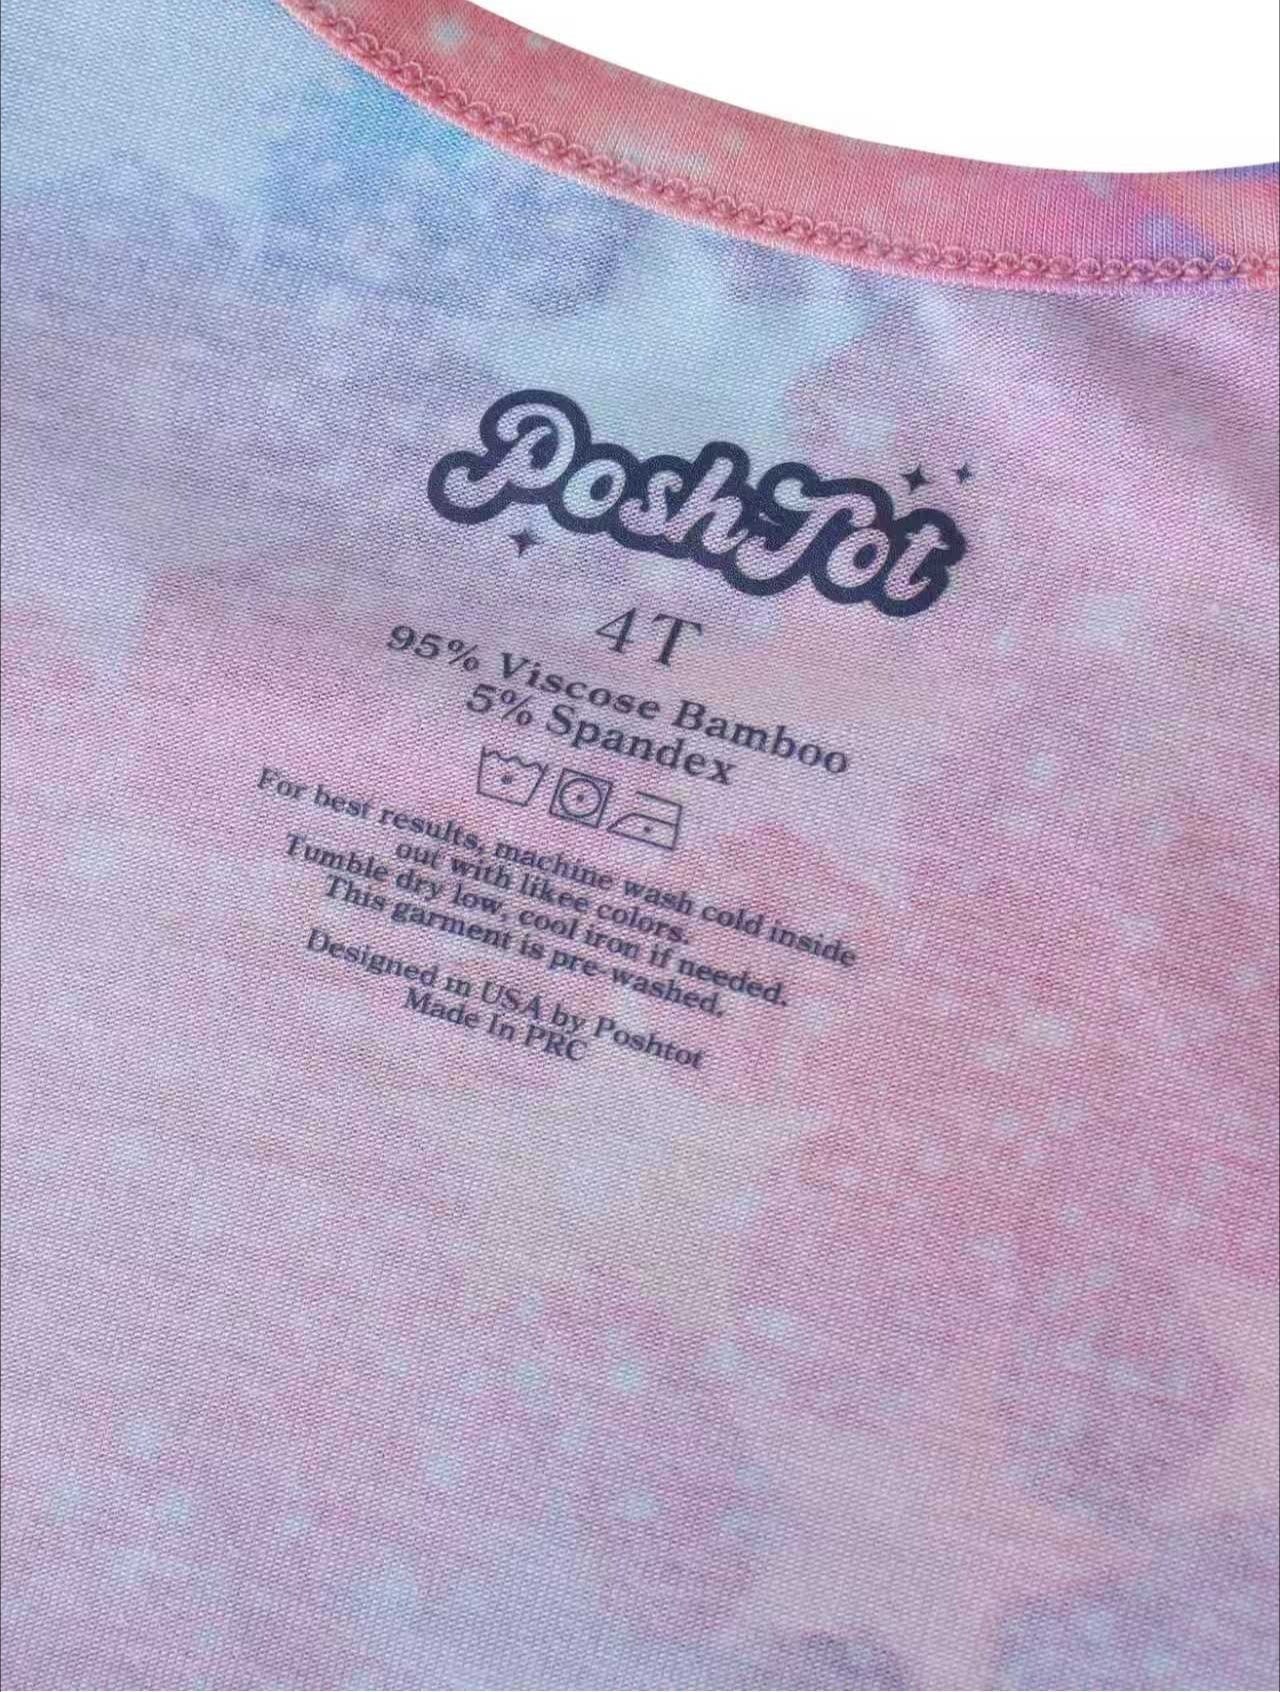 PoshTot
4T
95% Viscose Bamboo
5% Spandex
For best results, machine wash cold inside
out with likee colors.
Tumble dry low, cool iron if needed.
This garment is pre-washed.
Designed in USA by Poshtot
Made In PRC